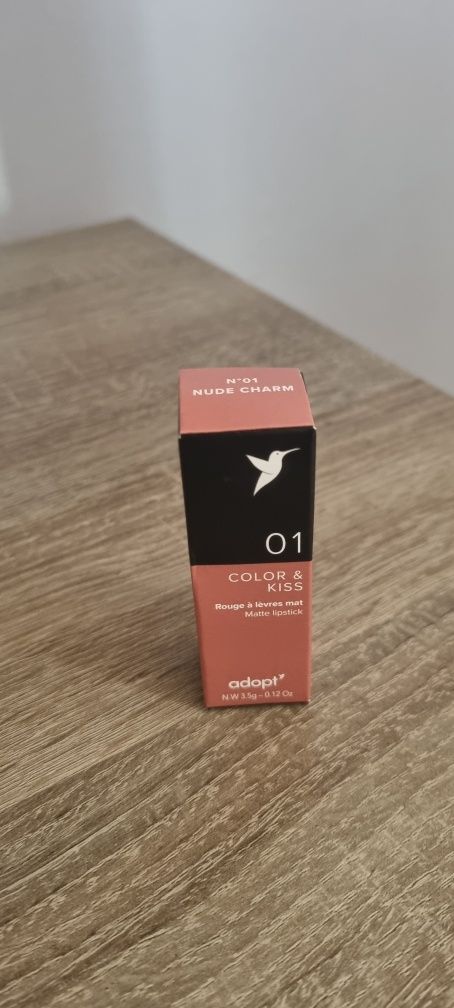 N°01
NUDE CHARM
01
COLOR &
KISS
Rouge à lèvres mat
Matte lipstick
adopt'
N.W 3.5g - 0.12 Oz